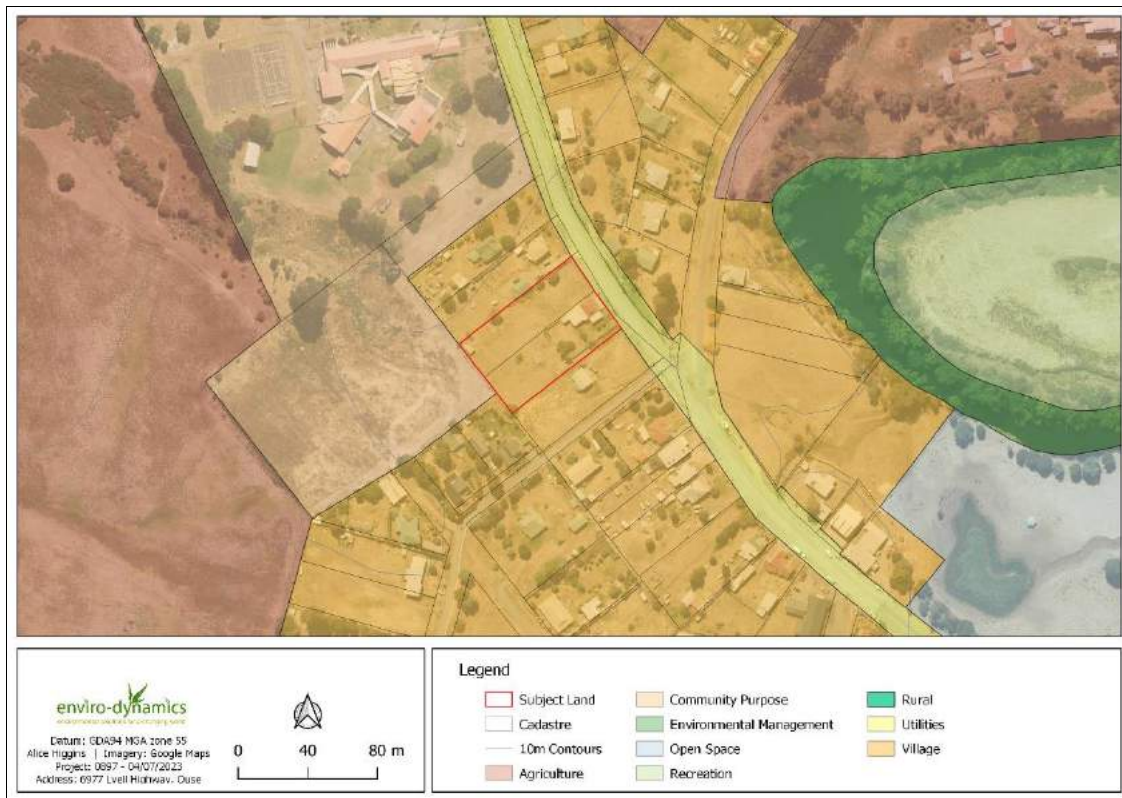 enviro-dynamics
Datum: GDA94 MGA zone 55
Alice Higgins | Imagery: Google Maps
Project: 0897 - 04/07/2023
Address: 6977 Lyell Highway, Ouse
0 40 80 m
Legend
Subject Land
Cadastre
10m Contours
Agriculture
Community Purpose
Environmental Management
Open Space
Recreation
Rural
Utilities
Village